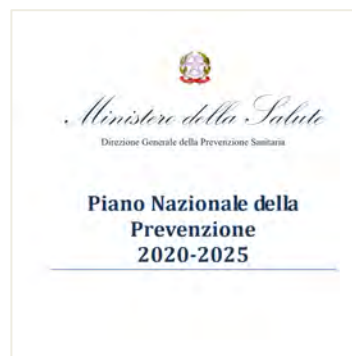 Ministero della Salute
Direzione Generale della Prevenzione Sanitaria
Piano Nazionale della
Prevenzione
2020-2025